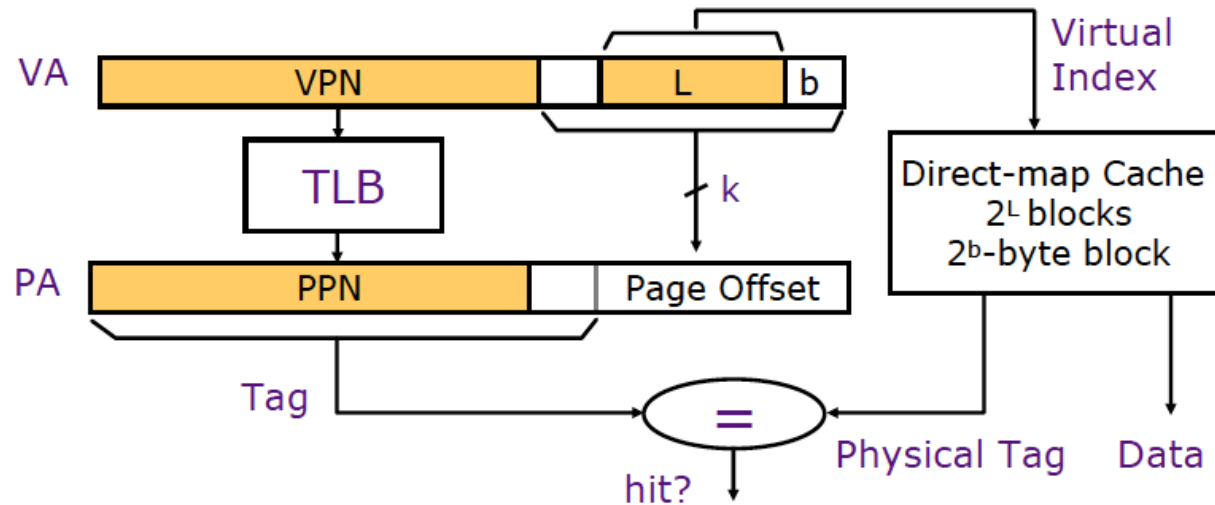 VA
VPN
L
b
Virtual
Index
TLB
k
Direct-map Cache
2ᴸ blocks
2ᵇ-byte block
PA
PPN
Page Offset
Tag
=
Physical Tag
Data
hit?